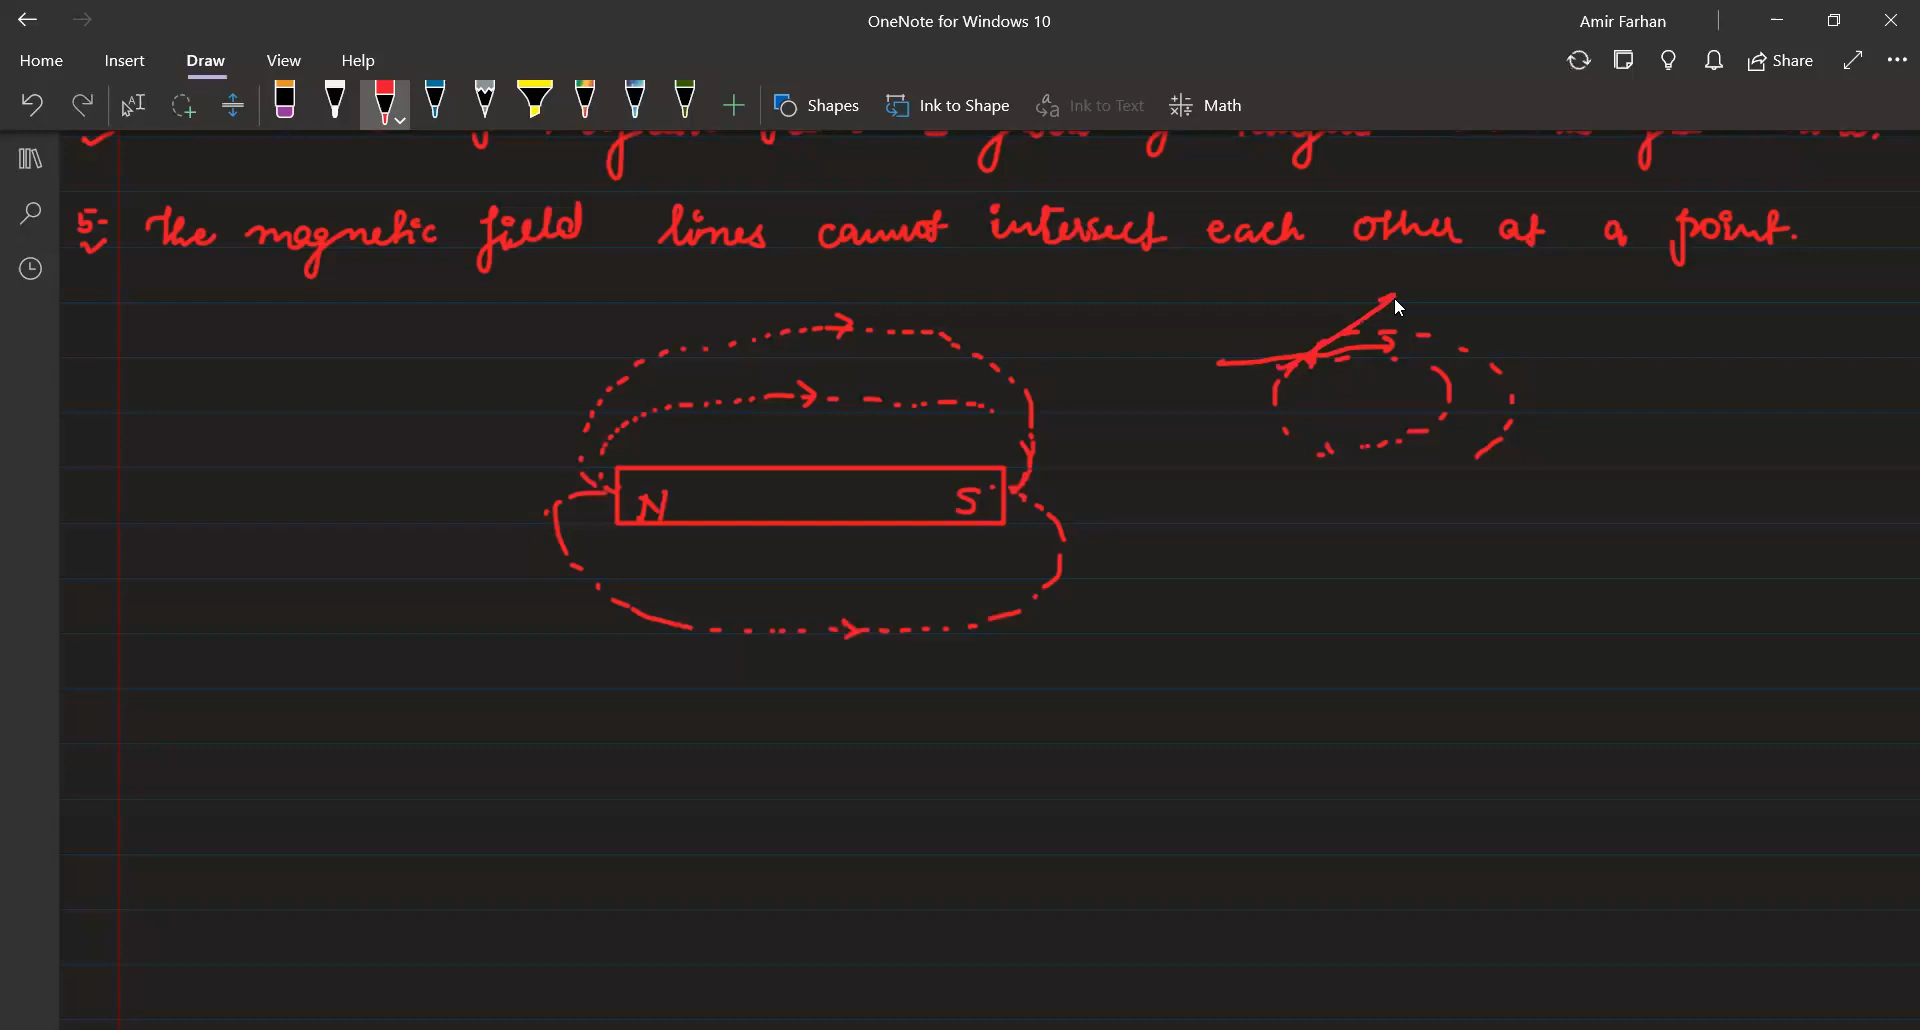 OneNote for Windows 10
Amir Farhan
Home Insert Draw View Help
Share
Shapes Ink to Shape Ink to Text Math
5- The magnetic field lines cannot intersect each other at a point.
N S